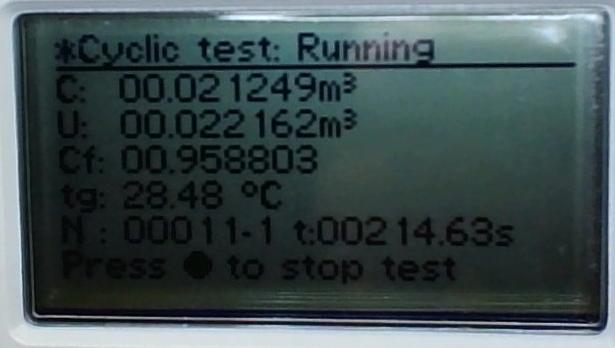 *Cyclic test: Running
C: 00.021249m³
U: 00.022162m³
Cf: 00.958803
tg: 28.48 °C
N : 00011-1 t:00214.63s
Press ● to stop test